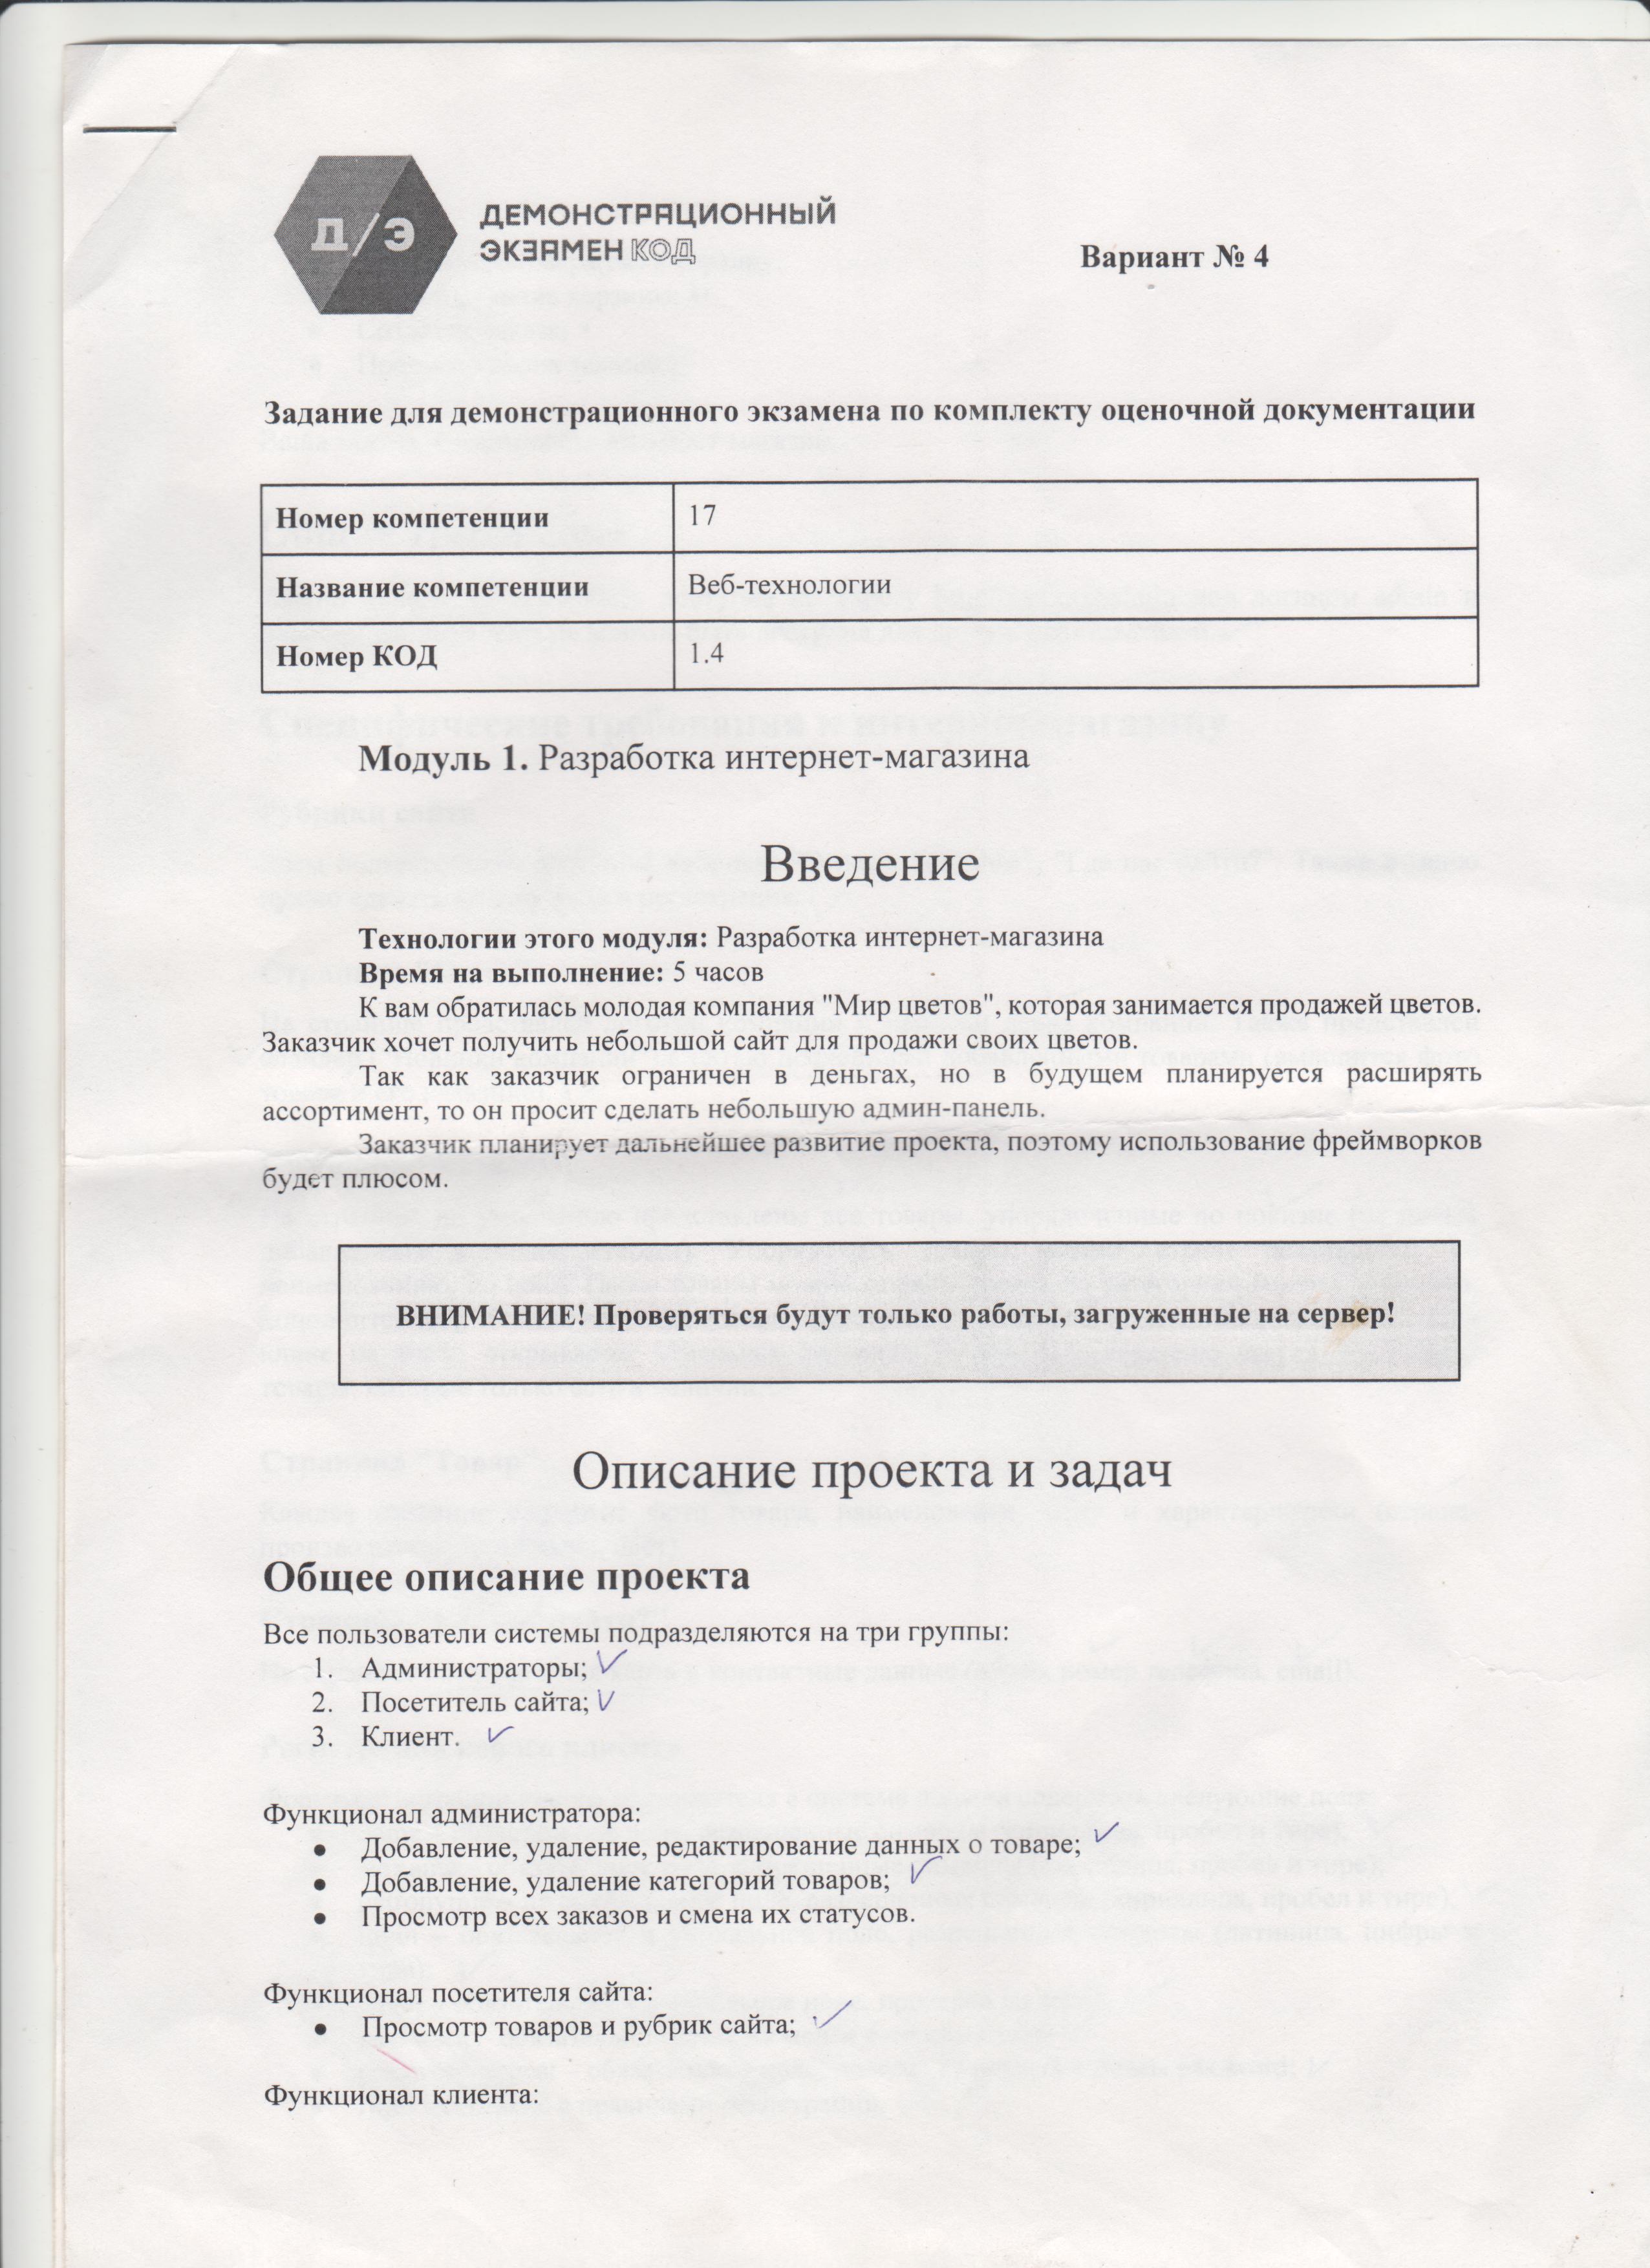 Д/Э
ДЕМОНСТРАЦИОННЫЙ
ЭКЗАМЕН КОД
Вариант № 4
Задание для демонстрационного экзамена по комплекту оценочной документации
Номер компетенции 17
Название компетенции Веб-технологии
Номер КОД 1.4
Модуль 1. Разработка интернет-магазина
Введение
Технологии этого модуля: Разработка интернет-магазина
Время на выполнение: 5 часов
К вам обратилась молодая компания "Мир цветов", которая занимается продажей цветов.
Заказчик хочет получить небольшой сайт для продажи своих цветов.
Так как заказчик ограничен в деньгах, но в будущем планируется расширять
ассортимент, то он просит сделать небольшую админ-панель.
Заказчик планирует дальнейшее развитие проекта, поэтому использование фреймворков
будет плюсом.
ВНИМАНИЕ! Проверяться будут только работы, загруженные на сервер!
Описание проекта и задач
Общее описание проекта
Все пользователи системы подразделяются на три группы:
1. Администраторы;
2. Посетитель сайта;
3. Клиент.
Функционал администратора:
● Добавление, удаление, редактирование данных о товаре;
● Добавление, удаление категорий товаров;
● Просмотр всех заказов и смена их статусов.
Функционал посетителя сайта:
● Просмотр товаров и рубрик сайта;
Функционал клиента: